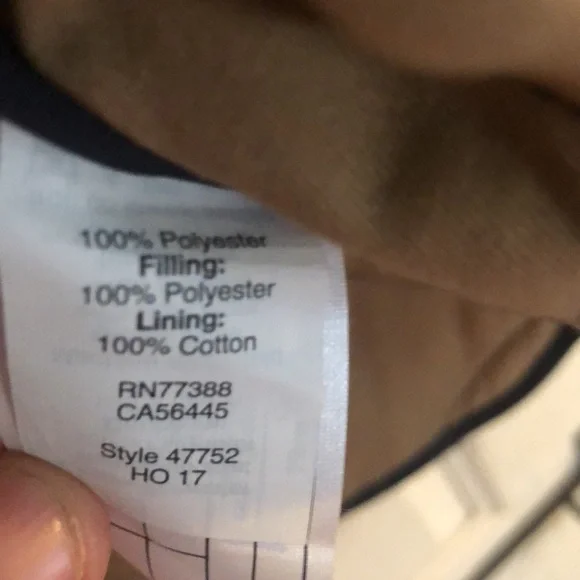 100% Polyester
Filling:
100% Polyester
Lining:
100% Cotton
RN77388
CA56445
Style 47752
HO 17